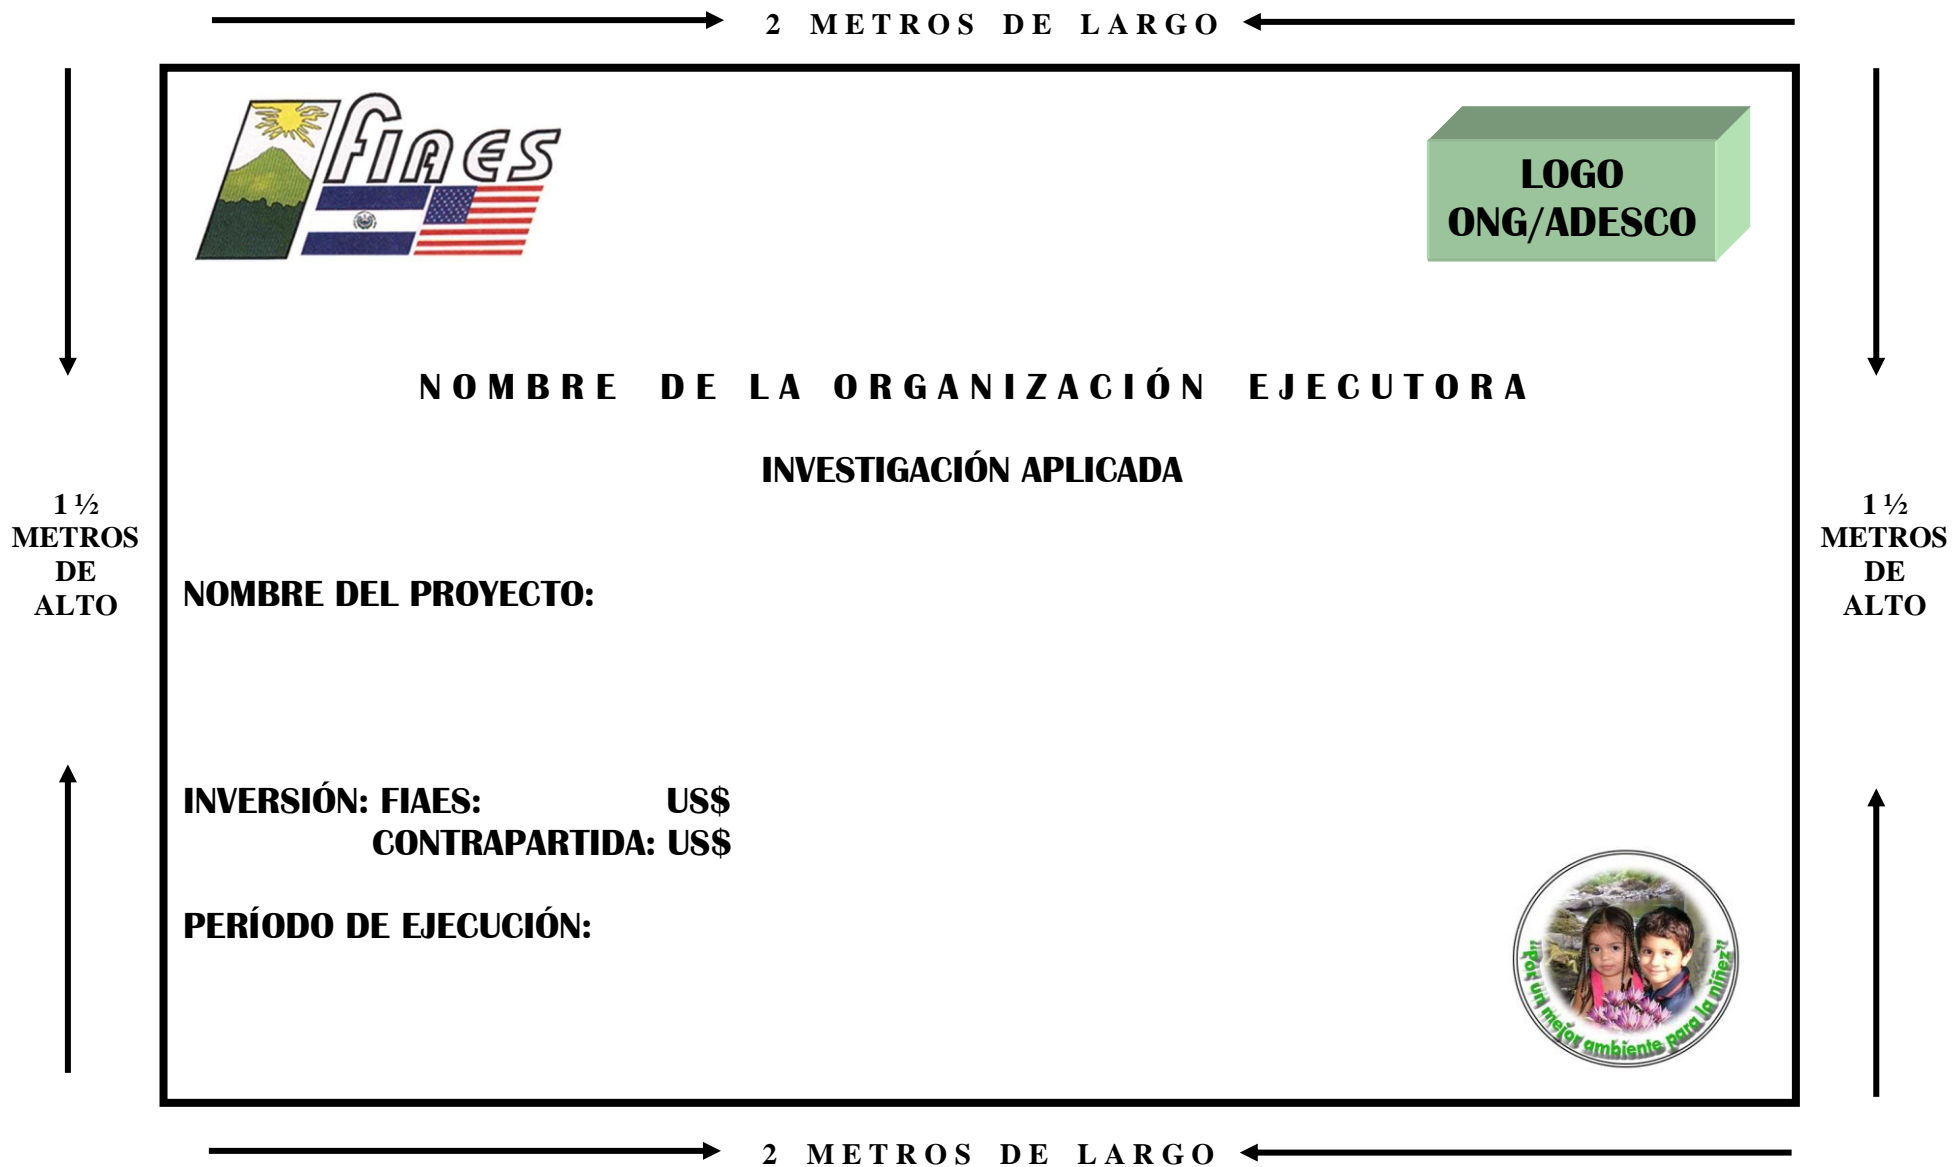 2 METROS DE LARGO
FIAES
LOGO
ONG/ADESCO
NOMBRE DE LA ORGANIZACIÓN EJECUTORA
INVESTIGACIÓN APLICADA
1 ½
METROS
DE
ALTO
1 ½
METROS
DE
ALTO
NOMBRE DEL PROYECTO:
INVERSIÓN: FIAES: US$
CONTRAPARTIDA: US$
PERÍODO DE EJECUCIÓN:
"Por un mejor ambiente para la niñez"
2 METROS DE LARGO